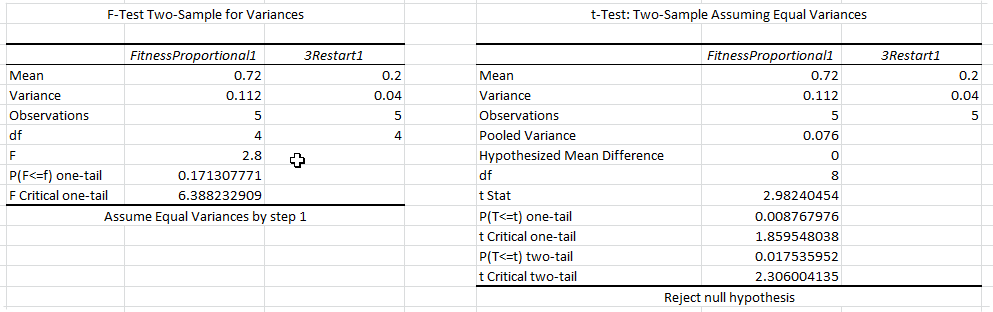 F-Test Two-Sample for Variances
FitnessProportional1 3Restart1
Mean 0.72 0.2
Variance 0.112 0.04
Observations 5 5
df 4 4
F 2.8
P(F<=f) one-tail 0.171307771
F Critical one-tail 6.388232909
Assume Equal Variances by step 1
t-Test: Two-Sample Assuming Equal Variances
FitnessProportional1 3Restart1
Mean 0.72 0.2
Variance 0.112 0.04
Observations 5 5
Pooled Variance 0.076
Hypothesized Mean Difference 0
df 8
t Stat 2.98240454
P(T<=t) one-tail 0.008767976
t Critical one-tail 1.859548038
P(T<=t) two-tail 0.017535952
t Critical two-tail 2.306004135
Reject null hypothesis